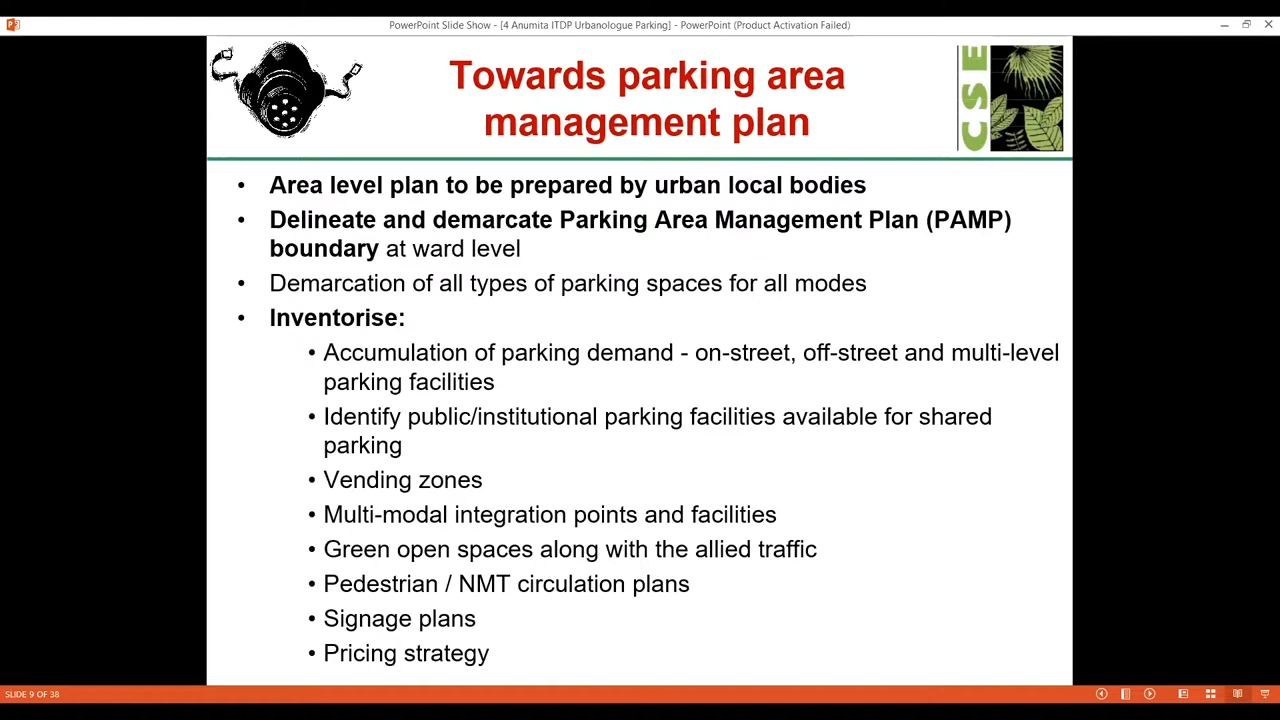 PowerPoint Slide Show - [4 Anumita ITDP Urbanologue Parking] - PowerPoint (Product Activation Failed)
Towards parking area
management plan
CSE
• Area level plan to be prepared by urban local bodies
• Delineate and demarcate Parking Area Management Plan (PAMP)
boundary at ward level
• Demarcation of all types of parking spaces for all modes
• Inventorise:
• Accumulation of parking demand - on-street, off-street and multi-level
parking facilities
• Identify public/institutional parking facilities available for shared
parking
• Vending zones
• Multi-modal integration points and facilities
• Green open spaces along with the allied traffic
• Pedestrian / NMT circulation plans
• Signage plans
• Pricing strategy
SLIDE 9 OF 38